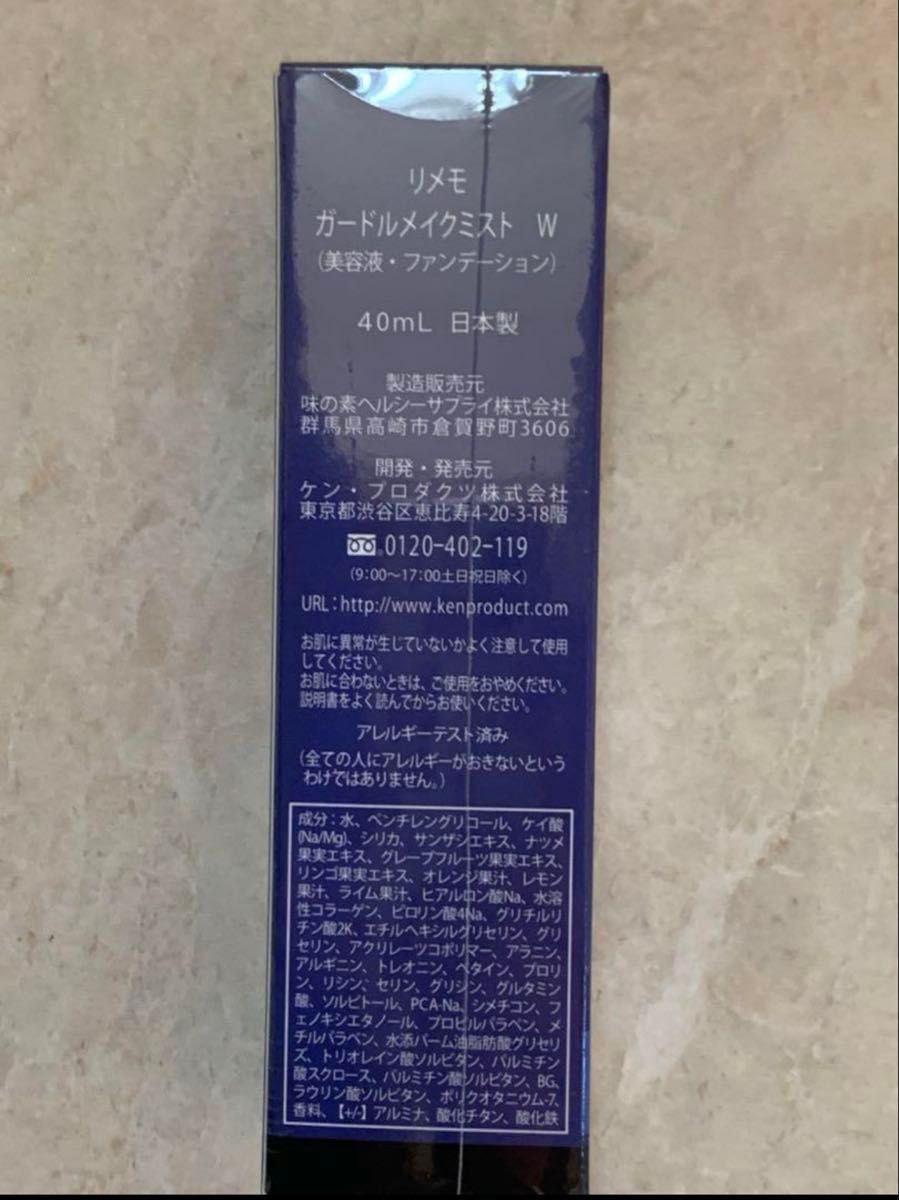 リメモ
ガードルメイクミスト W
(美容液・ファンデーション)
40mL 日本製
製造販売元
味の素ヘルシーサプライ株式会社
群馬県高崎市倉賀野町3606
開発・発売元
ケン・プロダクツ株式会社
東京都渋谷区恵比寿4-20-3-18階
0120-402-119
(9:00〜17:00土日祝日除く)
URL:http://www.kenproduct.com
お肌に異常が生じていないかよく注意して使用
してください。
お肌に合わないときは、ご使用をおやめください。
説明書をよく読んでからお使いください。
アレルギーテスト済み
(全ての人にアレルギーがおきないという
わけではありません。)
成分:水、ペンチレングリコール、ケイ酸
(Na/Mg)、シリカ、サンザシエキス、ナツメ
果実エキス、グレープフルーツ果実エキス、
リンゴ果実エキス、オレンジ果汁、レモン
果汁、ライム果汁、ヒアルロン酸Na、水溶
性コラーゲン、ピロリン酸4Na、グリチルリ
チン酸2K、エチルヘキシルグリセリン、グリ
セリン、アクリレーツコポリマー、アラニン、
アルギニン、トレオニン、ベタイン、プロリ
ン、リシン、セリン、グリシン、グルタミン
酸、ソルビトール、PCA-Na、シメチコン、フ
ェノキシエタノール、プロピルパラベン、メ
チルパラベン、水添パーム油脂肪酸グリセリ
ズ、トリオレイン酸ソルビタン、パルミチン
酸スクロース、パルミチン酸ソルビタン、BG、
ラウリン酸ソルビタン、ポリクオタニウム-7、
香料、【+/-】アルミナ、酸化チタン、酸化鉄